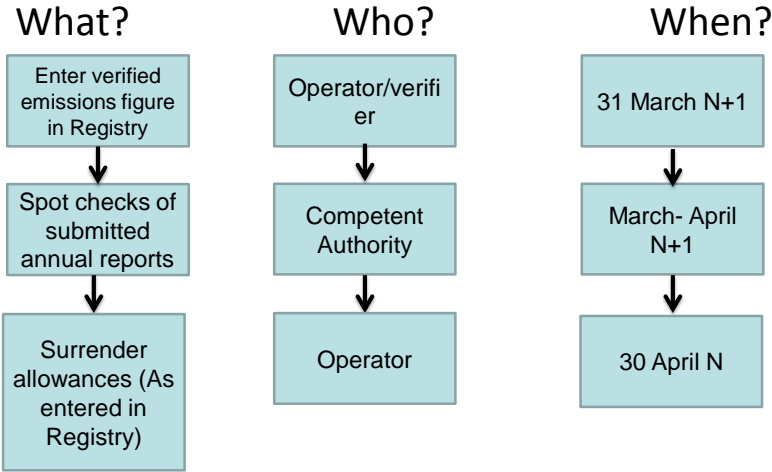 What?
Enter verified
emissions figure
in Registry
Spot checks of
submitted
annual reports
Surrender
allowances (As
entered in
Registry)
Who?
Operator/verifi
er
Competent
Authority
Operator
When?
31 March N+1
March- April
N+1
30 April N